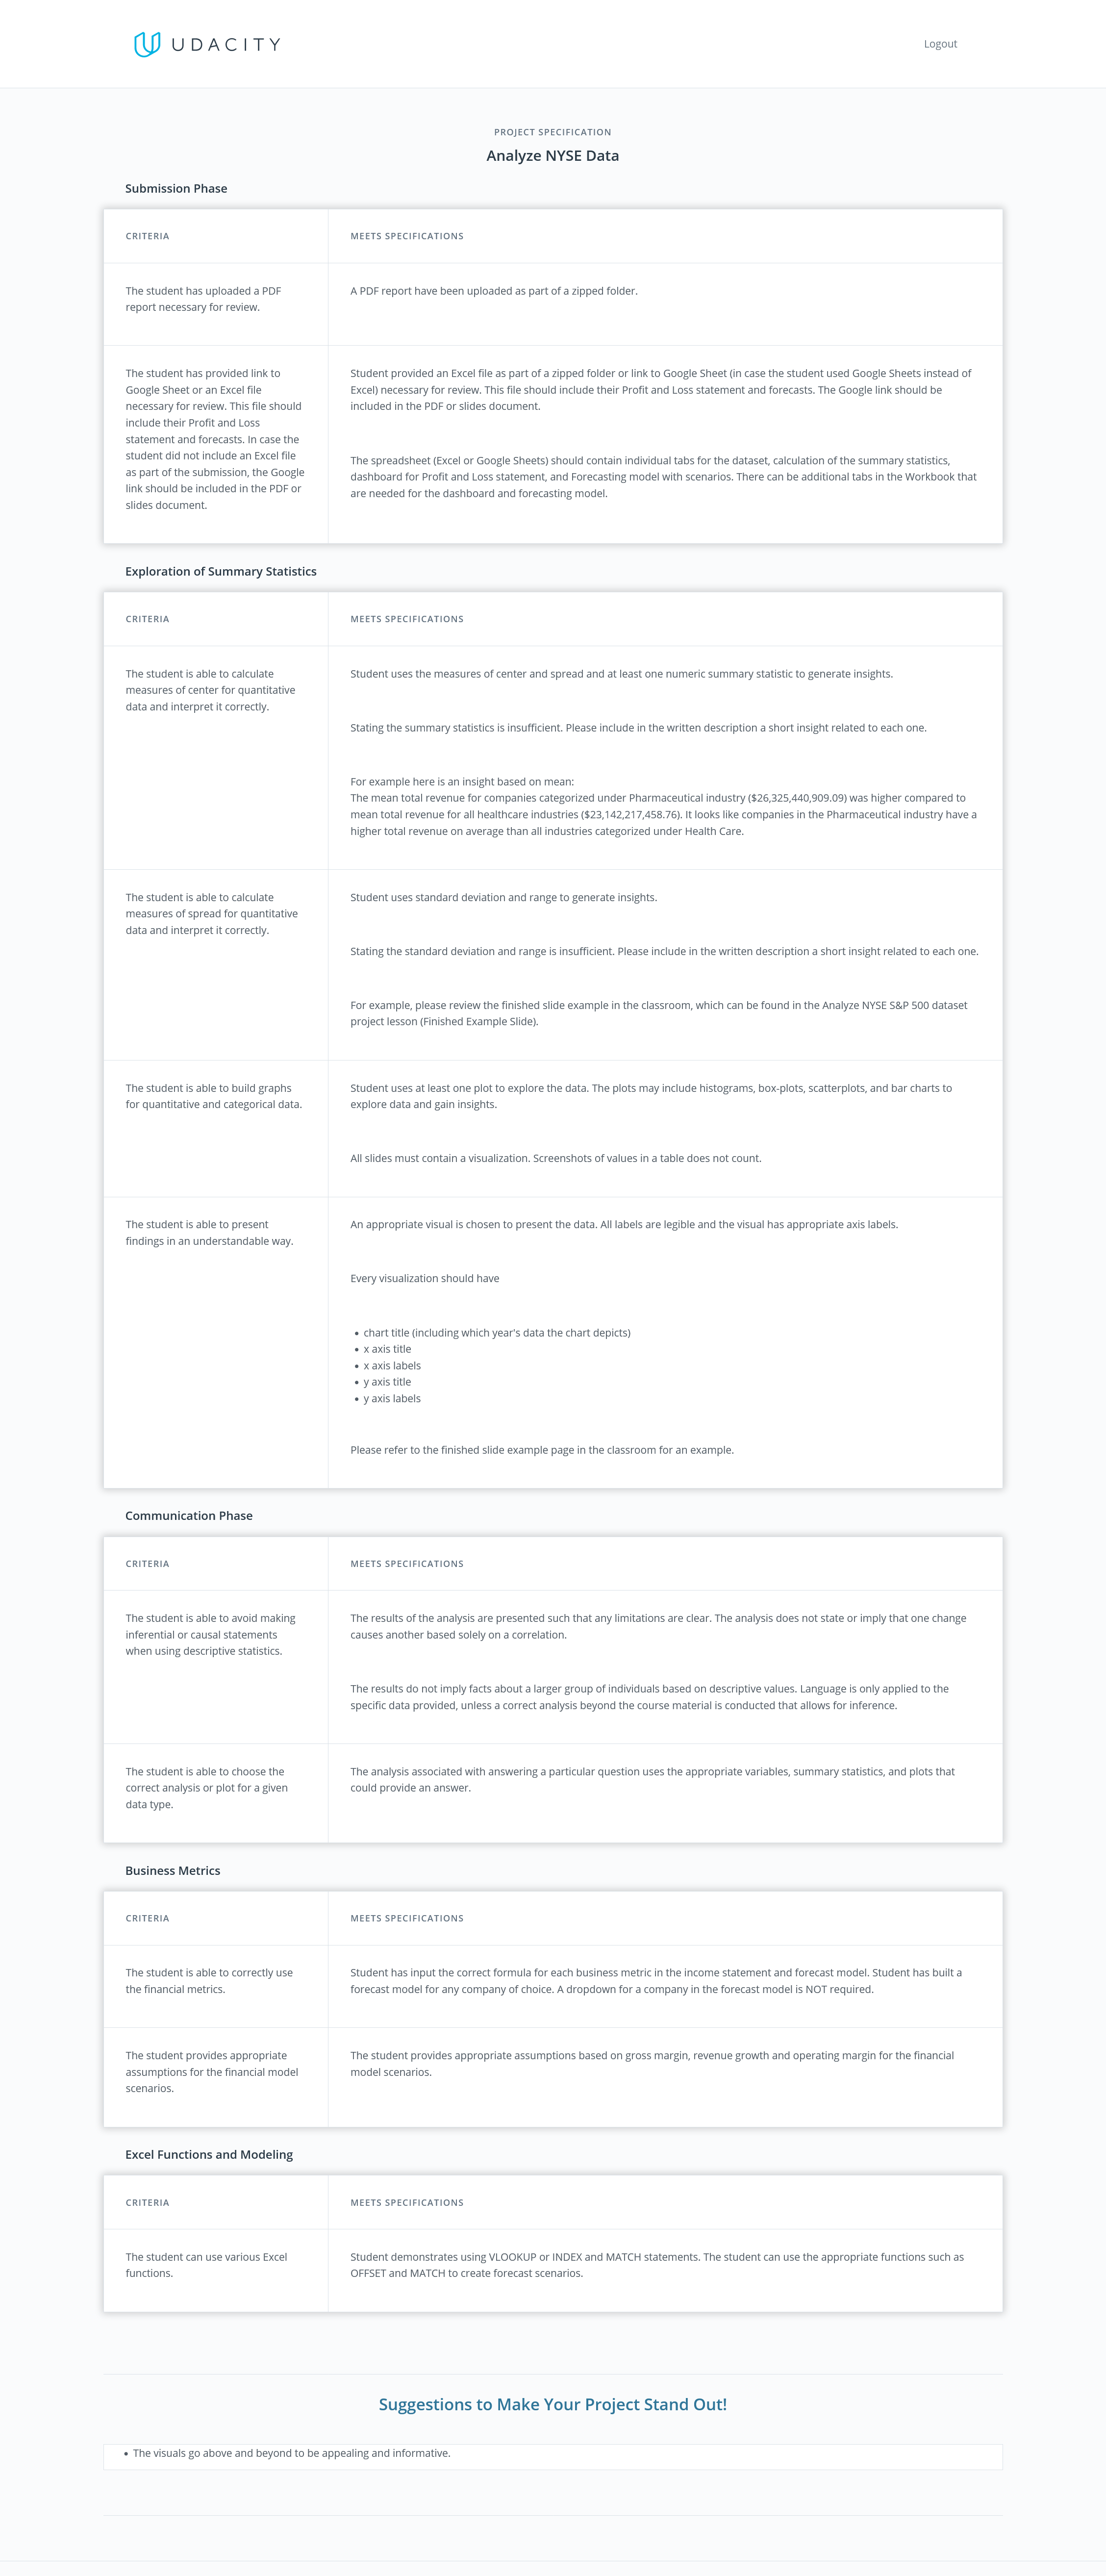 UDACITY
Logout
PROJECT SPECIFICATION
Analyze NYSE Data
Submission Phase
CRITERIA
MEETS SPECIFICATIONS
The student has uploaded a PDF
report necessary for review.
A PDF report have been uploaded as part of a zipped folder.
The student has provided link to
Google Sheet or an Excel file
necessary for review. This file should
include their Profit and Loss
statement and forecasts. In case the
student did not include an Excel file
as part of the submission, the Google
link should be included in the PDF or
slides document.
Student provided an Excel file as part of a zipped folder or link to Google Sheet (in case the student used Google Sheets instead of
Excel) necessary for review. This file should include their Profit and Loss statement and forecasts. The Google link should be
included in the PDF or slides document.
The spreadsheet (Excel or Google Sheets) should contain individual tabs for the dataset, calculation of the summary statistics,
dashboard for Profit and Loss statement, and Forecasting model with scenarios. There can be additional tabs in the Workbook that
are needed for the dashboard and forecasting model.
Exploration of Summary Statistics
CRITERIA
MEETS SPECIFICATIONS
The student is able to calculate
measures of center for quantitative
data and interpret it correctly.
Student uses the measures of center and spread and at least one numeric summary statistic to generate insights.
Stating the summary statistics is insufficient. Please include in the written description a short insight related to each one.
For example here is an insight based on mean:
The mean total revenue for companies categorized under Pharmaceutical industry ($26,325,440,909.09) was higher compared to
mean total revenue for all healthcare industries ($23,142,217,458.76). It looks like companies in the Pharmaceutical industry have a
higher total revenue on average than all industries categorized under Health Care.
The student is able to calculate
measures of spread for quantitative
data and interpret it correctly.
Student uses standard deviation and range to generate insights.
Stating the standard deviation and range is insufficient. Please include in the written description a short insight related to each one.
For example, please review the finished slide example in the classroom, which can be found in the Analyze NYSE S&P 500 dataset
project lesson (Finished Example Slide).
The student is able to build graphs
for quantitative and categorical data.
Student uses at least one plot to explore the data. The plots may include histograms, box-plots, scatterplots, and bar charts to
explore data and gain insights.
All slides must contain a visualization. Screenshots of values in a table does not count.
The student is able to present
findings in an understandable way.
An appropriate visual is chosen to present the data. All labels are legible and the visual has appropriate axis labels.
Every visualization should have
• chart title (including which year's data the chart depicts)
• x axis title
• x axis labels
• y axis title
• y axis labels
Please refer to the finished slide example page in the classroom for an example.
Communication Phase
CRITERIA
MEETS SPECIFICATIONS
The student is able to avoid making
inferential or causal statements
when using descriptive statistics.
The results of the analysis are presented such that any limitations are clear. The analysis does not state or imply that one change
causes another based solely on a correlation.
The results do not imply facts about a larger group of individuals based on descriptive values. Language is only applied to the
specific data provided, unless a correct analysis beyond the course material is conducted that allows for inference.
The student is able to choose the
correct analysis or plot for a given
data type.
The analysis associated with answering a particular question uses the appropriate variables, summary statistics, and plots that
could provide an answer.
Business Metrics
CRITERIA
MEETS SPECIFICATIONS
The student is able to correctly use
the financial metrics.
Student has input the correct formula for each business metric in the income statement and forecast model. Student has built a
forecast model for any company of choice. A dropdown for a company in the forecast model is NOT required.
The student provides appropriate
assumptions for the financial model
scenarios.
The student provides appropriate assumptions based on gross margin, revenue growth and operating margin for the financial
model scenarios.
Excel Functions and Modeling
CRITERIA
MEETS SPECIFICATIONS
The student can use various Excel
functions.
Student demonstrates using VLOOKUP or INDEX and MATCH statements. The student can use the appropriate functions such as
OFFSET and MATCH to create forecast scenarios.
Suggestions to Make Your Project Stand Out!
• The visuals go above and beyond to be appealing and informative.